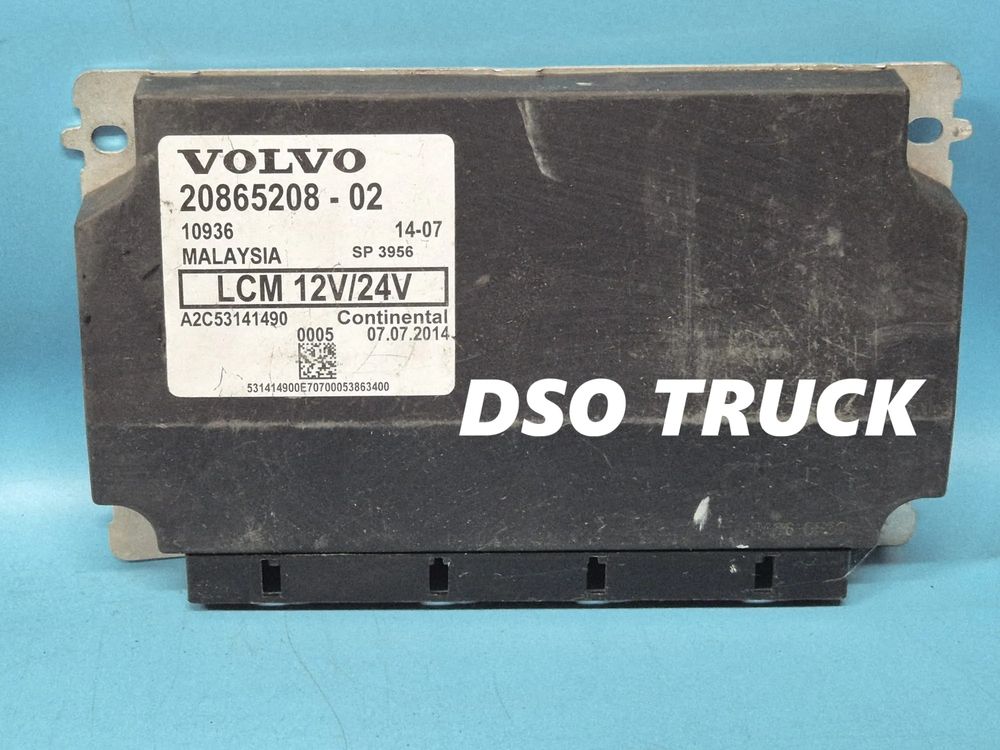 VOLVO
20865208 - 02
10936 14-07
MALAYSIA SP 3956
LCM 12V/24V
A2C53141490 Continental
0005 07.07.2014
531414900E70700053863400
DSO TRUCK